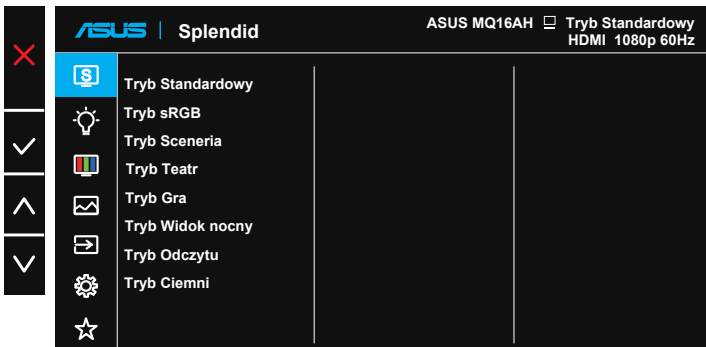 ASUS Splendid
ASUS MQ16AH Tryb Standardowy
HDMI 1080p 60Hz
S
Tryb Standardowy
Tryb sRGB
Tryb Sceneria
Tryb Teatr
Tryb Gra
Tryb Widok nocny
Tryb Odczytu
Tryb Ciemni